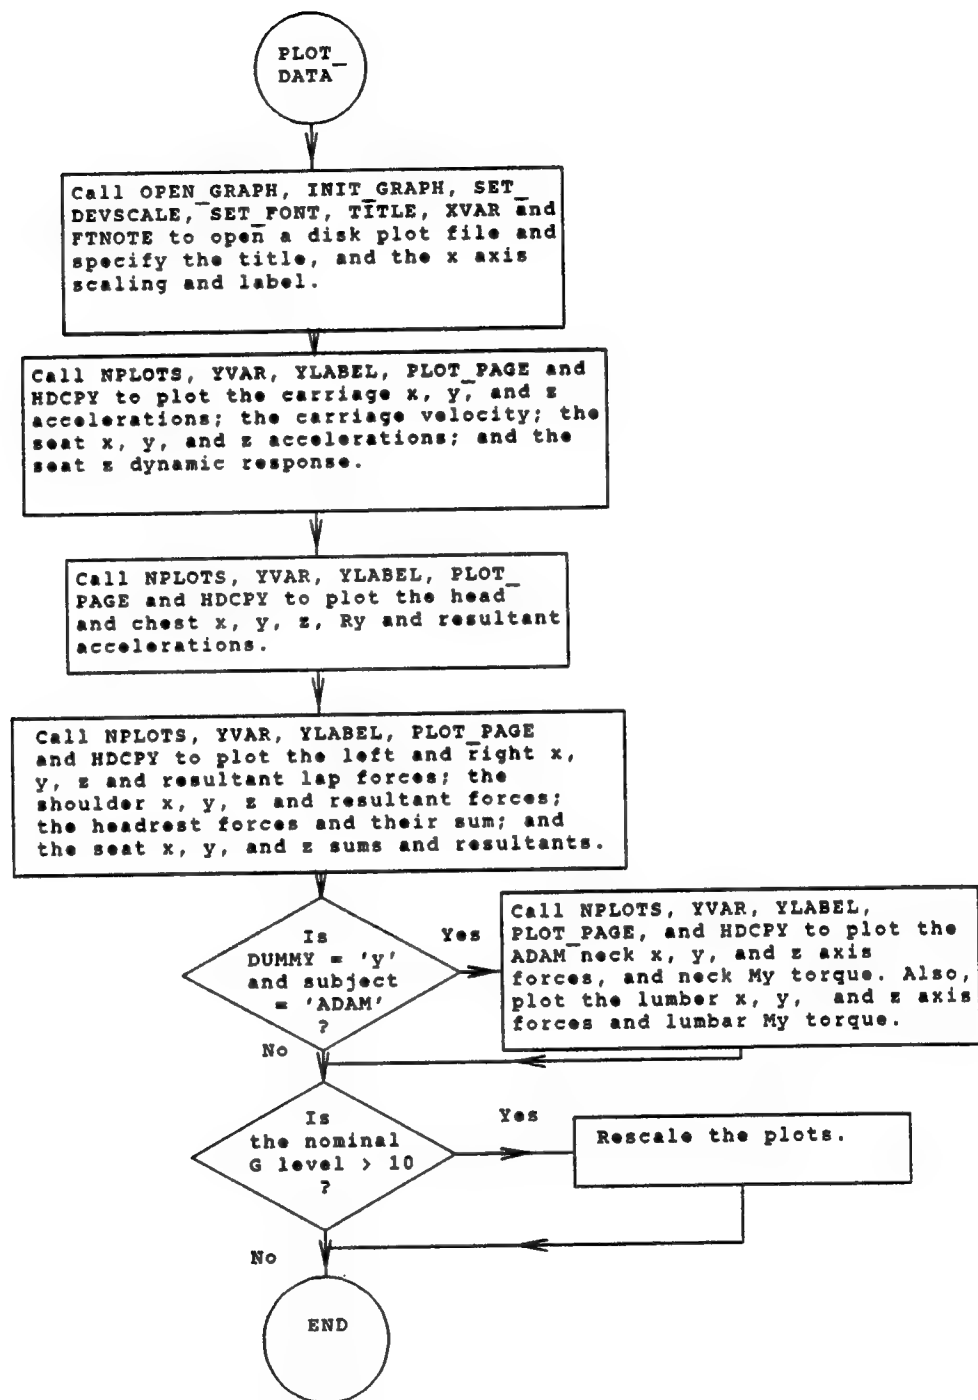 PLOT_
DATA
Call OPEN_GRAPH, INIT_GRAPH, SET_
DEVSCALE, SET_FONT, TITLE, XVAR and
FTNOTE to open a disk plot file and
specify the title, and the x axis
scaling and label.
Call NPLOTS, YVAR, YLABEL, PLOT_PAGE and
HDCPY to plot the carriage x, y, and z
accelerations; the carriage velocity; the
seat x, y, and z accelerations; and the
seat z dynamic response.
Call NPLOTS, YVAR, YLABEL, PLOT_
PAGE and HDCPY to plot the head
and chest x, y, z, Ry and resultant
accelerations.
Call NPLOTS, YVAR, YLABEL, PLOT_PAGE
and HDCPY to plot the left and right x,
y, z and resultant lap forces; the
shoulder x, y, z and resultant forces;
the headrest forces and their sum; and
the seat x, y, and z sums and resultants.
Is
DUMMY = 'y'
and subject
= 'ADAM'
?
Yes
Call NPLOTS, YVAR, YLABEL,
PLOT_PAGE, and HDCPY to plot the
ADAM neck x, y, and z axis
forces, and neck My torque. Also,
plot the lumber x, y, and z axis
forces and lumbar My torque.
No
Is
the nominal
G level > 10
?
Yes
Rescale the plots.
No
END